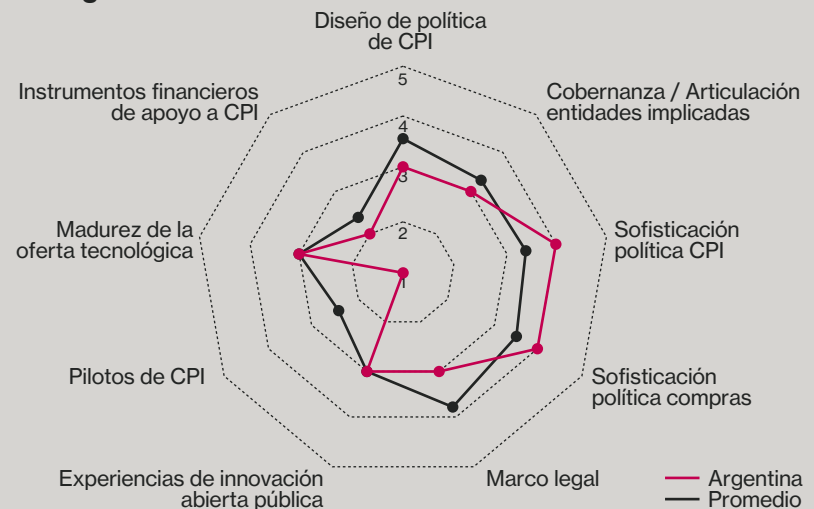 Diseño de política
de CPI
Instrumentos financieros
de apoyo a CPI
Cobernanza / Articulación
entidades implicadas
5
4
3
2
1
Madurez de la
oferta tecnológica
Sofisticación
política CPI
Pilotos de CPI
Sofisticación
política compras
Experiencias de innovación
abierta pública
Marco legal
Argentina
Promedio